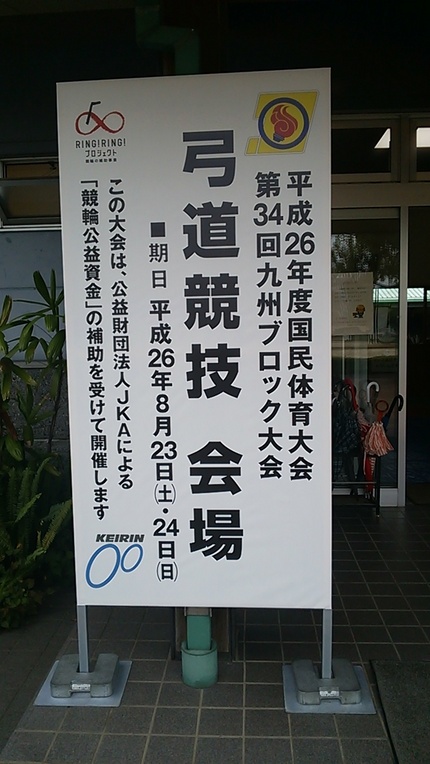 平成26年度国民体育大会
第34回九州ブロック大会
弓道競技 会場
■期日 平成26年8月23日(土)・24日(日)
この大会は、公益財団法人JKAによる
「競輪公益資金」の補助を受けて開催します
RING!RING!
プロジェクト
KEIRIN